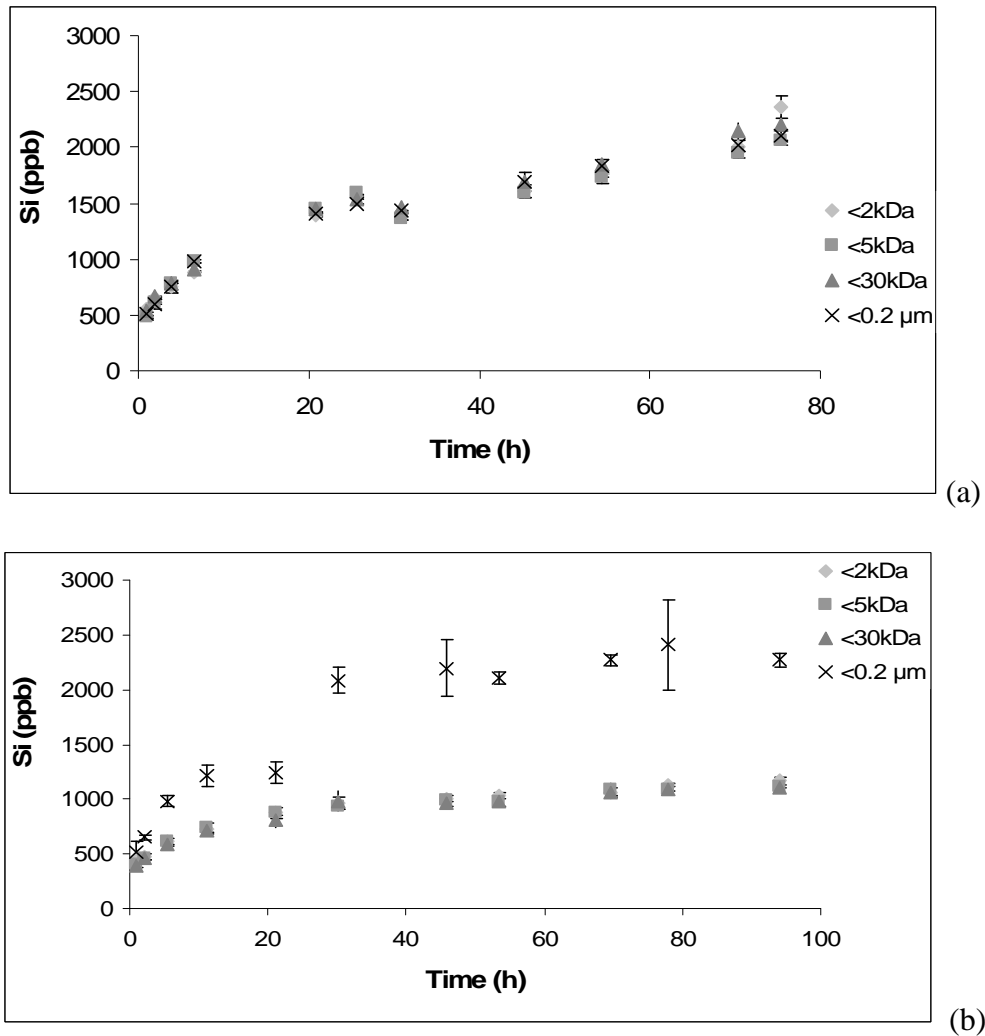 3000
2500
2000
1500
1000
500
0
Si (ppb)
0 20 40 60 80
Time (h)
<2kDa
<5kDa
<30kDa
<0.2 µm
(a)
3000
2500
2000
1500
1000
500
0
Si (ppb)
0 20 40 60 80 100
Time (h)
<2kDa
<5kDa
<30kDa
<0.2 µm
(b)